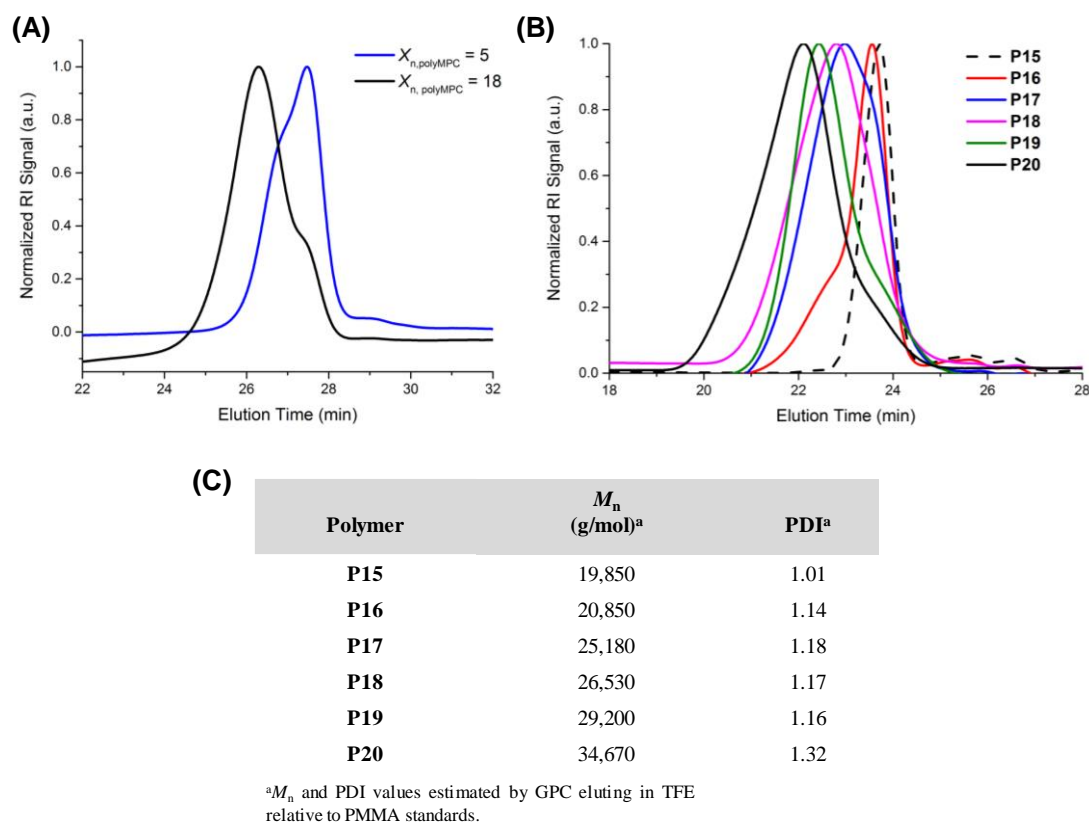 (A)
Normalized RI Signal (a.u.)
1.0
0.8
0.6
0.4
0.2
0.0
22 24 26 28 30 32
Elution Time (min)
Xn,polyMPC = 5
Xn, polyMPC = 18
(B)
Normalized RI Signal (a.u.)
1.0
0.8
0.6
0.4
0.2
0.0
18 20 22 24 26 28
Elution Time (min)
P15
P16
P17
P18
P19
P20
(C)
Polymer Mn (g/mol)a PDIa
P15 19,850 1.01
P16 20,850 1.14
P17 25,180 1.18
P18 26,530 1.17
P19 29,200 1.16
P20 34,670 1.32
aMn and PDI values estimated by GPC eluting in TFE
relative to PMMA standards.